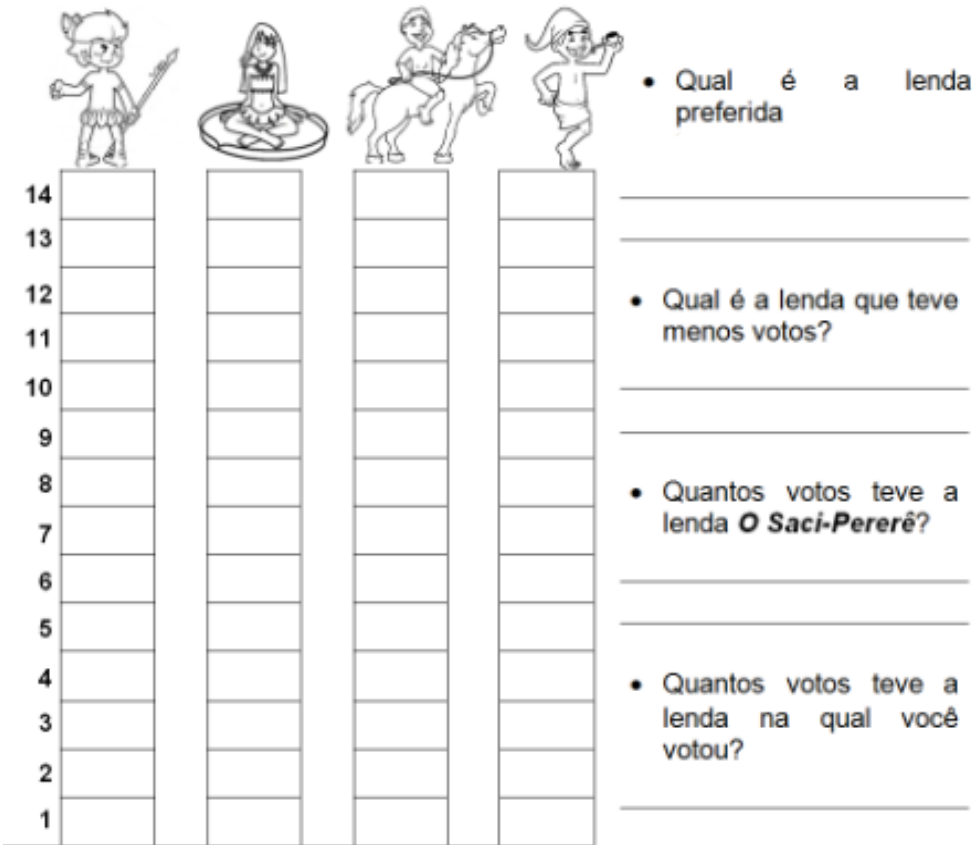 • Qual é a lenda
preferida
14
13
12
11
10
9
8
7
6
5
4
3
2
1
• Qual é a lenda que teve
menos votos?
• Quantos votos teve a
lenda O Saci-Pererê?
• Quantos votos teve a
lenda na qual você
votou?